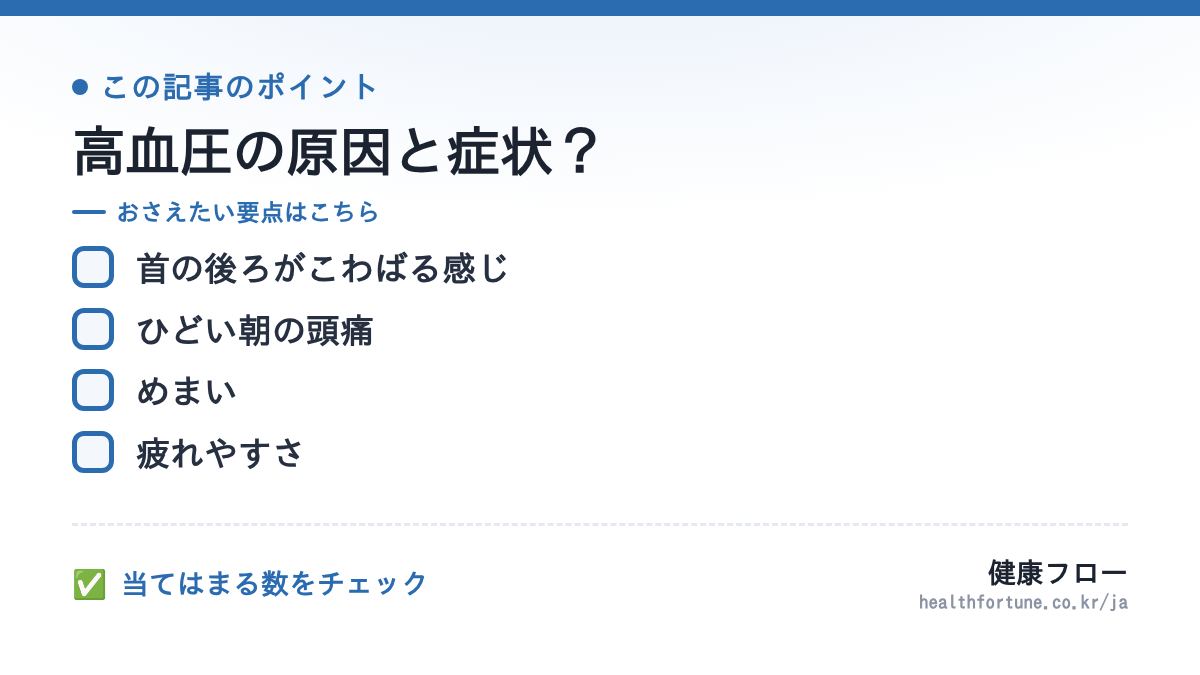 この記事のポイント
高血圧の原因と症状？
おさえたい要点はこちら
首の後ろがこわばる感じ
ひどい朝の頭痛
めまい
疲れやすさ
当てはまる数をチェック
健康フロー
healthfortune.co.kr/ja